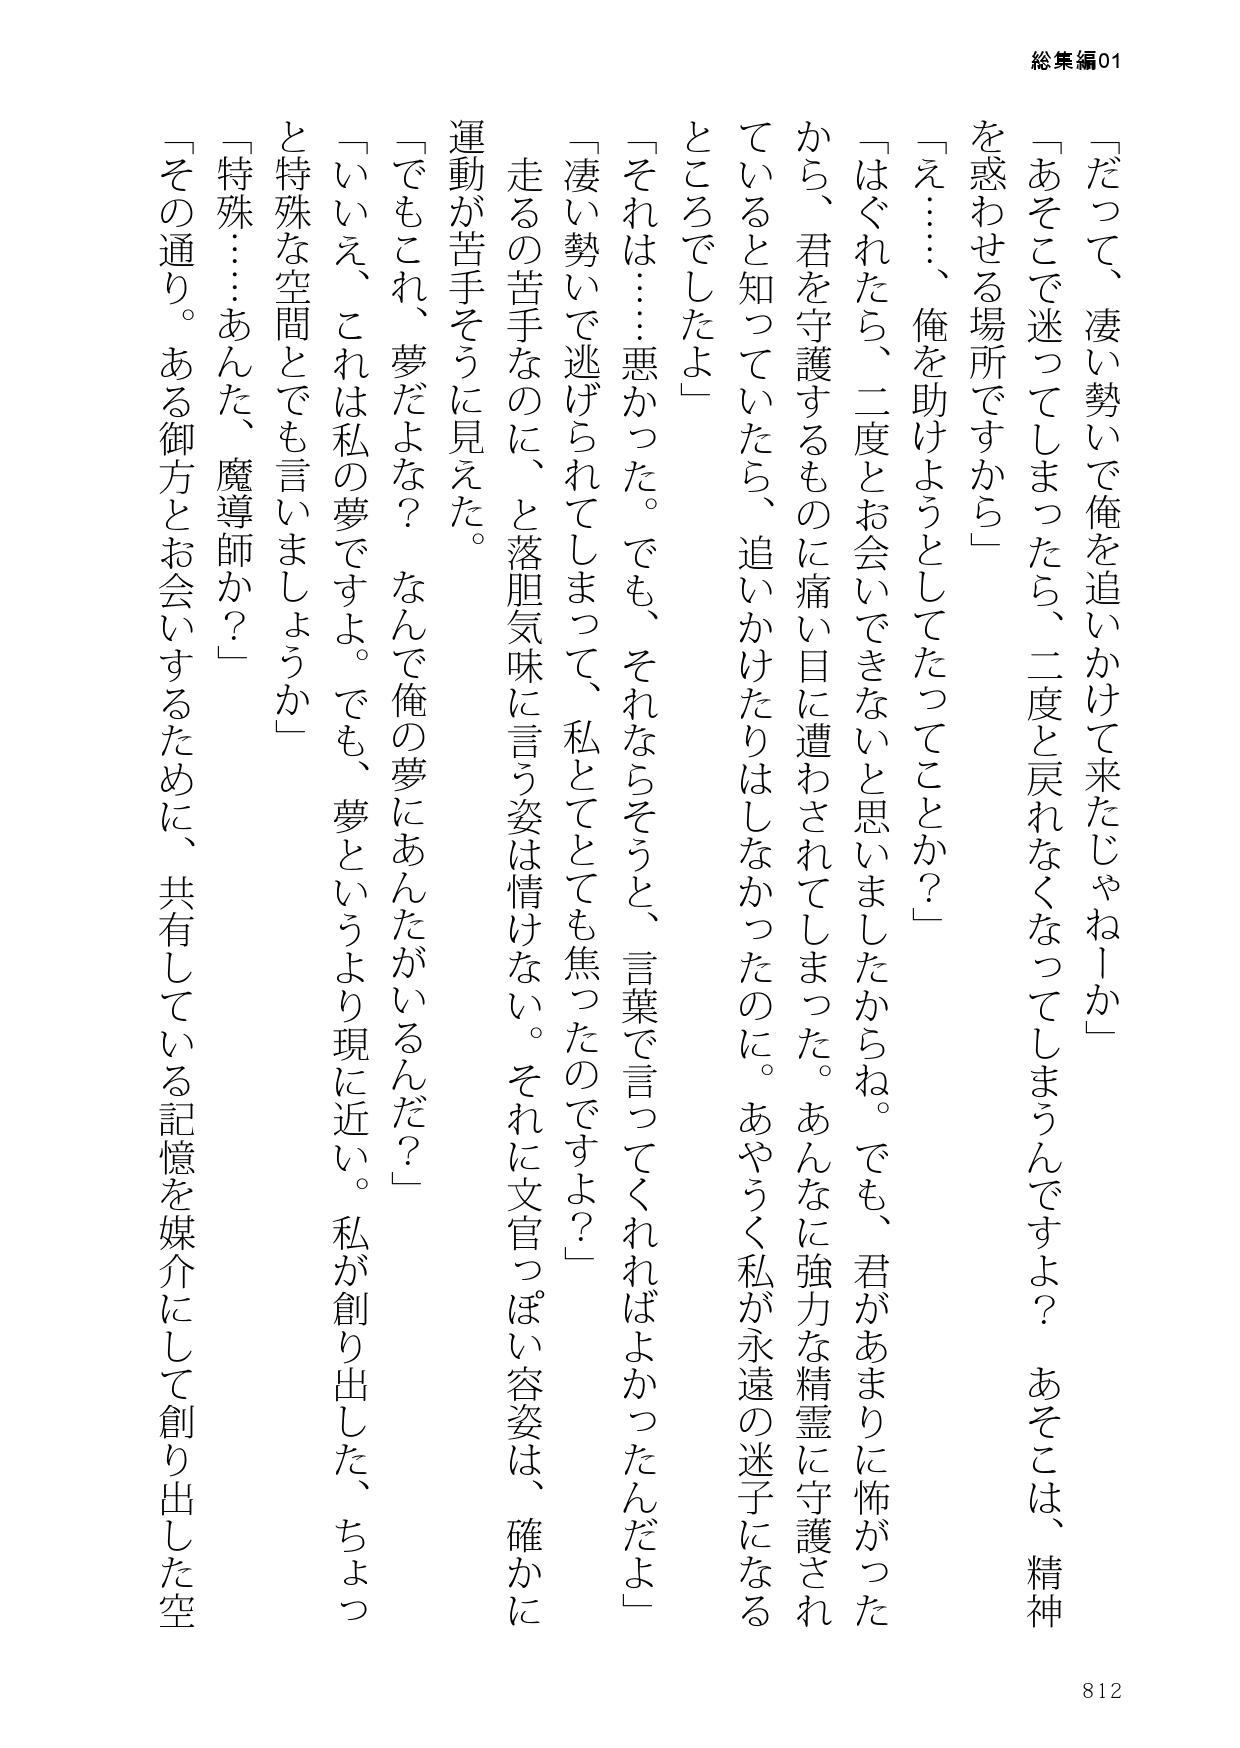 総集編01
「だって、凄い勢いで俺を追いかけて来たじゃねーか」
「あそこで迷ってしまったら、二度と戻れなくなってしまうんですよ？　あそこは、精神
を惑わせる場所ですから」
「え……、俺を助けようとしてたってことか？」
「はぐれたら、二度とお会いできないと思いましたからね。でも、君があまりに怖がった
から、君を守護するものに痛い目に遭わされてしまった。あんなに強力な精霊に守護され
ていると知っていたら、追いかけたりはしなかったのに。あやうく私が永遠の迷子になる
ところでしたよ」
「それは……悪かった。でも、それならそうと、言葉で言ってくれればよかったんだよ」
「凄い勢いで逃げられてしまって、私とてとても焦ったのですよ？」
　走るの苦手なのに、と落胆気味に言う姿は情けない。それに文官っぽい容姿は、確かに
運動が苦手そうに見えた。
「でもこれ、夢だよな？　なんで俺の夢にあんたがいるんだ？」
「いいえ、これは私の夢ですよ。でも、夢というより現に近い。私が創り出した、ちょっ
と特殊な空間とでも言いましょうか」
「特殊……あんた、魔導師か？」
「その通り。ある御方とお会いするために、共有している記憶を媒介にして創り出した空
812